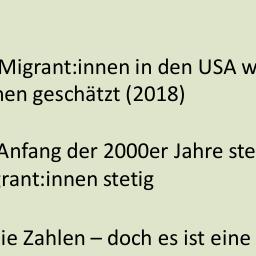 Migrant:innen in den USA w
nen geschätzt (2018)
Anfang der 2000er Jahre ste
grant:innen stetig
ie Zahlen – doch es ist eine